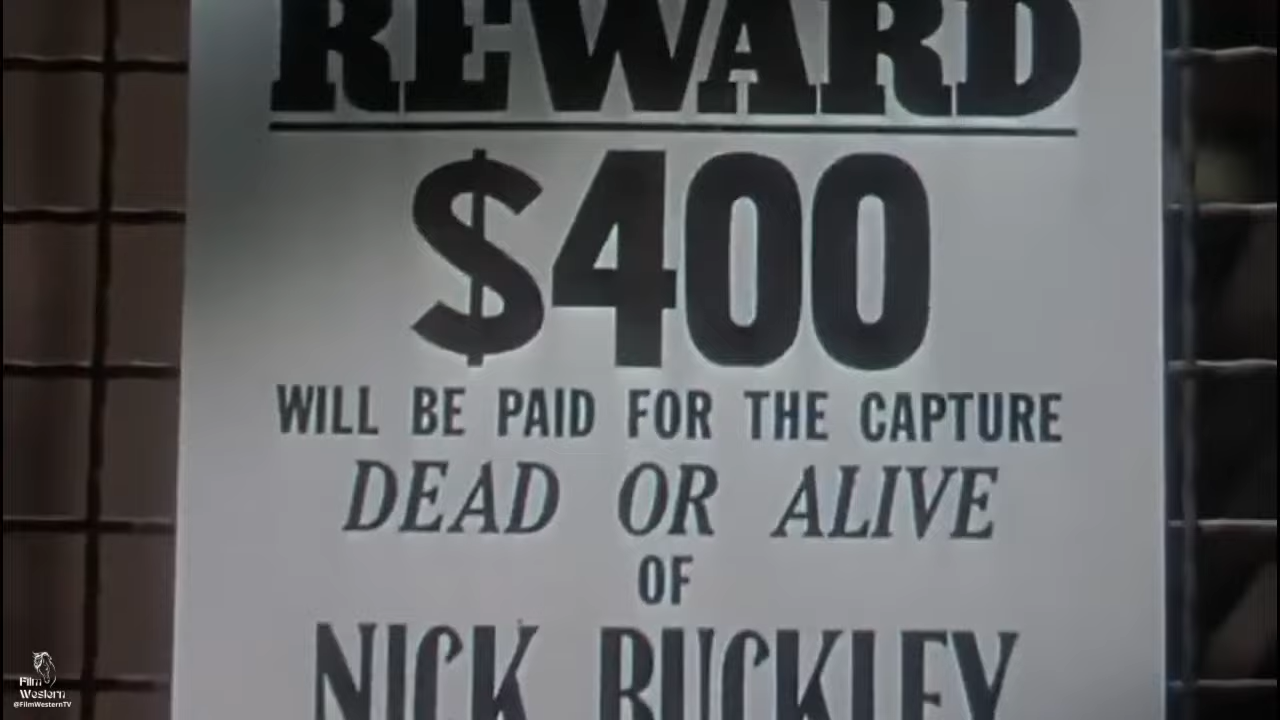 REWARD
$400
WILL BE PAID FOR THE CAPTURE
DEAD OR ALIVE
OF
NICK BUCKLEY
Film
Western
@FilmWesternTV